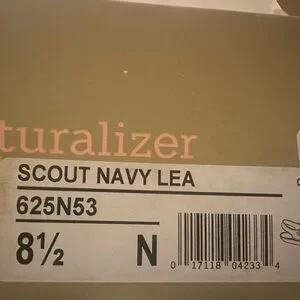 turalizer
SCOUT NAVY LEA
625N53
8½ N
0 17118 04233 4